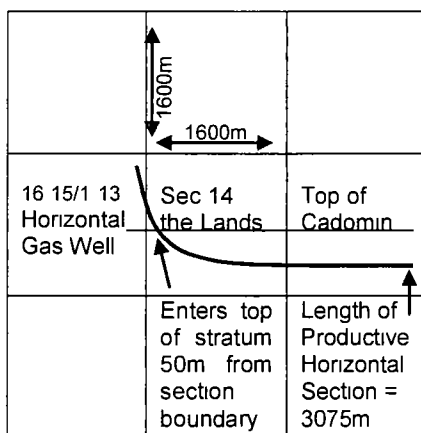 1600m
1600m
16 15/1 13
Horizontal
Gas Well
Sec 14
the Lands
Top of
Cadomin
Enters top
of stratum
50m from
section
boundary
Length of
Productive
Horizontal
Section =
3075m